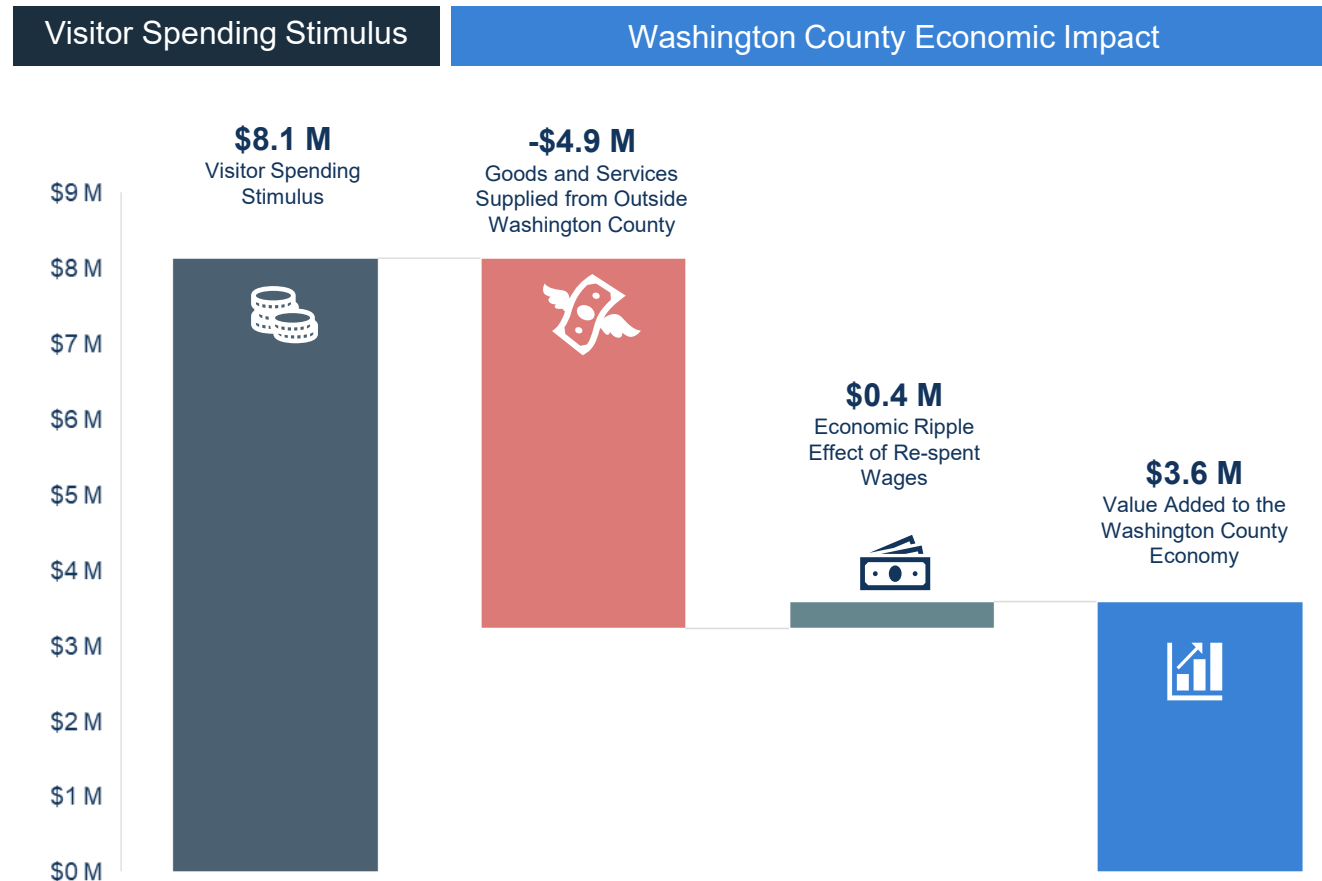 Visitor Spending Stimulus
Washington County Economic Impact
$8.1 M
Visitor Spending
Stimulus
-$4.9 M
Goods and Services
Supplied from Outside
Washington County
$0.4 M
Economic Ripple
Effect of Re-spent
Wages
$3.6 M
Value Added to the
Washington County
Economy
$9 M
$8 M
$7 M
$6 M
$5 M
$4 M
$3 M
$2 M
$1 M
$0 M